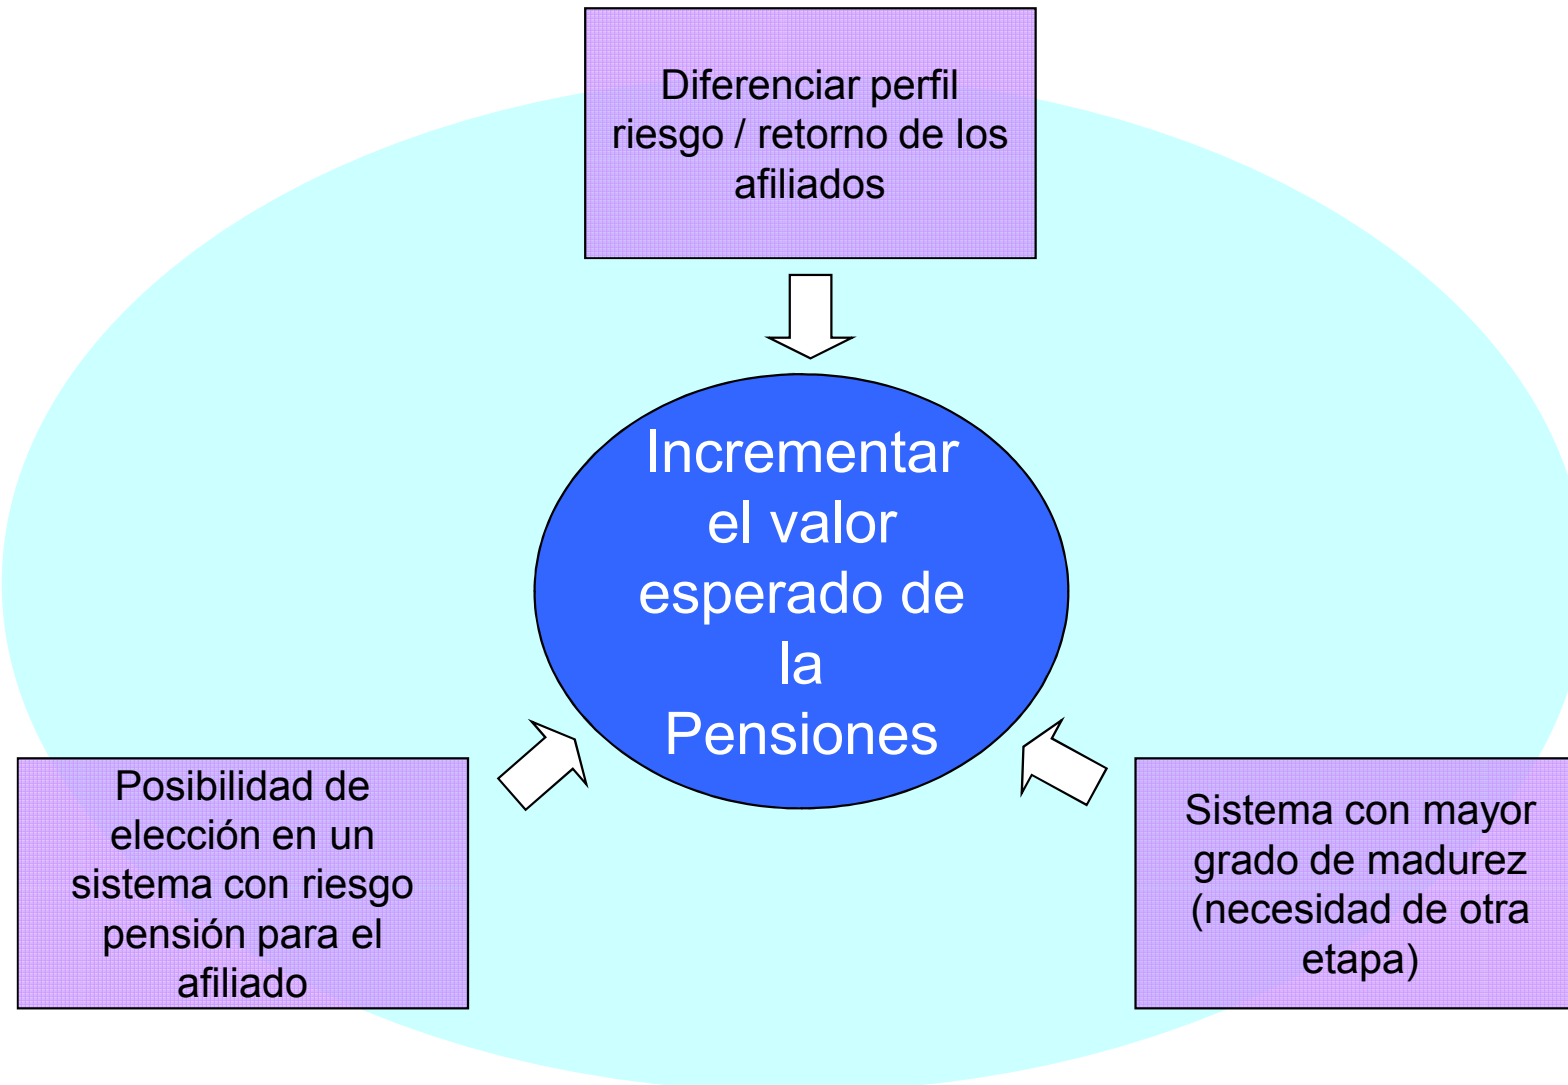 Diferenciar perfil
riesgo / retorno de los
afiliados
Incrementar
el valor
esperado de
la
Pensiones
Posibilidad de
elección en un
sistema con riesgo
pensión para el
afiliado
Sistema con mayor
grado de madurez
(necesidad de otra
etapa)